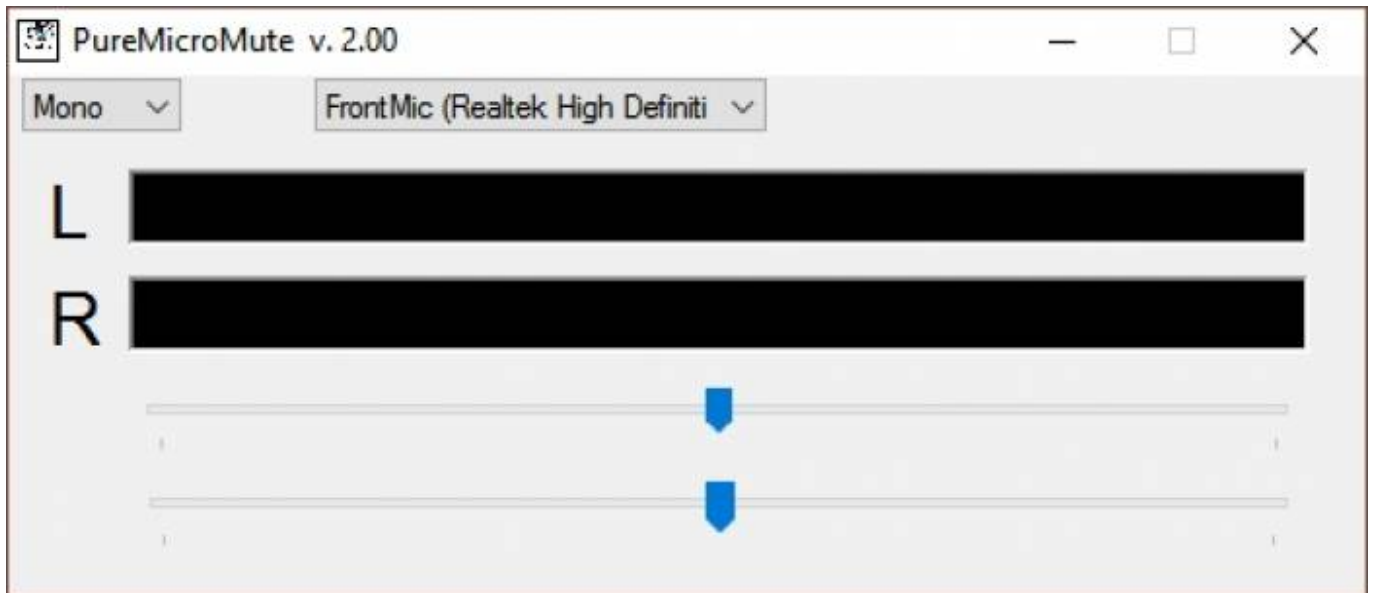 PureMicroMute v. 2.00
Mono FrontMic (Realtek High Definiti
L
R